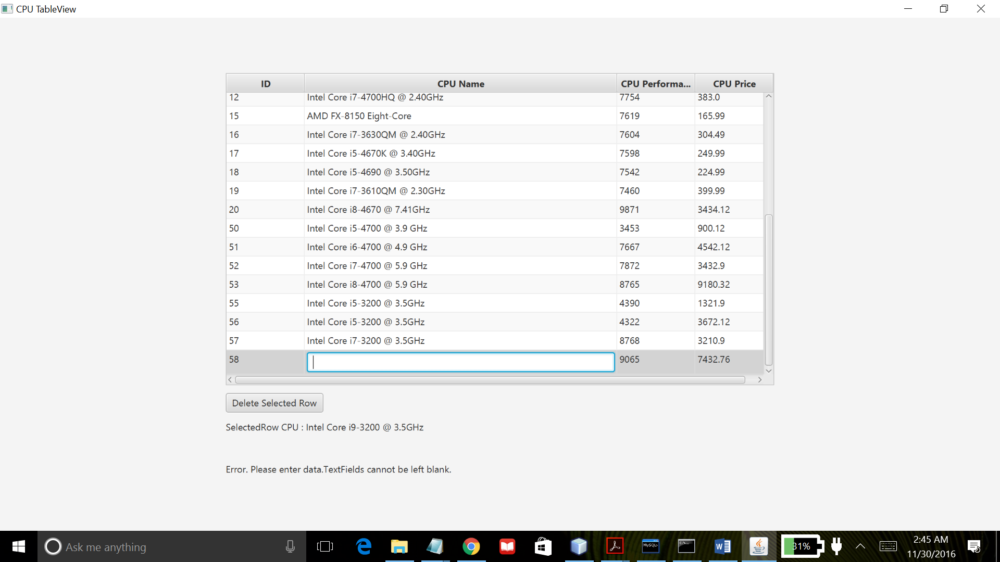 CPU TableView
ID CPU Name CPU Performa... CPU Price
12 Intel Core i7-4700HQ @ 2.40GHz 7754 383.0
15 AMD FX-8150 Eight-Core 7619 165.99
16 Intel Core i7-3630QM @ 2.40GHz 7604 304.49
17 Intel Core i5-4670K @ 3.40GHz 7598 249.99
18 Intel Core i5-4690 @ 3.50GHz 7542 224.99
19 Intel Core i7-3610QM @ 2.30GHz 7460 399.99
20 Intel Core i8-4670 @ 7.41GHz 9871 3434.12
50 Intel Core i5-4700 @ 3.9 GHz 3453 900.12
51 Intel Core i6-4700 @ 4.9 GHz 7667 4542.12
52 Intel Core i7-4700 @ 5.9 GHz 7872 3432.9
53 Intel Core i8-4700 @ 5.9 GHz 8765 9180.32
55 Intel Core i5-3200 @ 3.5GHz 4390 1321.9
56 Intel Core i5-3200 @ 3.5GHz 4322 3672.12
57 Intel Core i7-3200 @ 3.5GHz 8768 3210.9
58 9065 7432.76
Delete Selected Row
SelectedRow CPU : Intel Core i9-3200 @ 3.5GHz
Error. Please enter data.TextFields cannot be left blank.
Ask me anything
MySQL
C:\_
W
31%
2:45 AM
11/30/2016